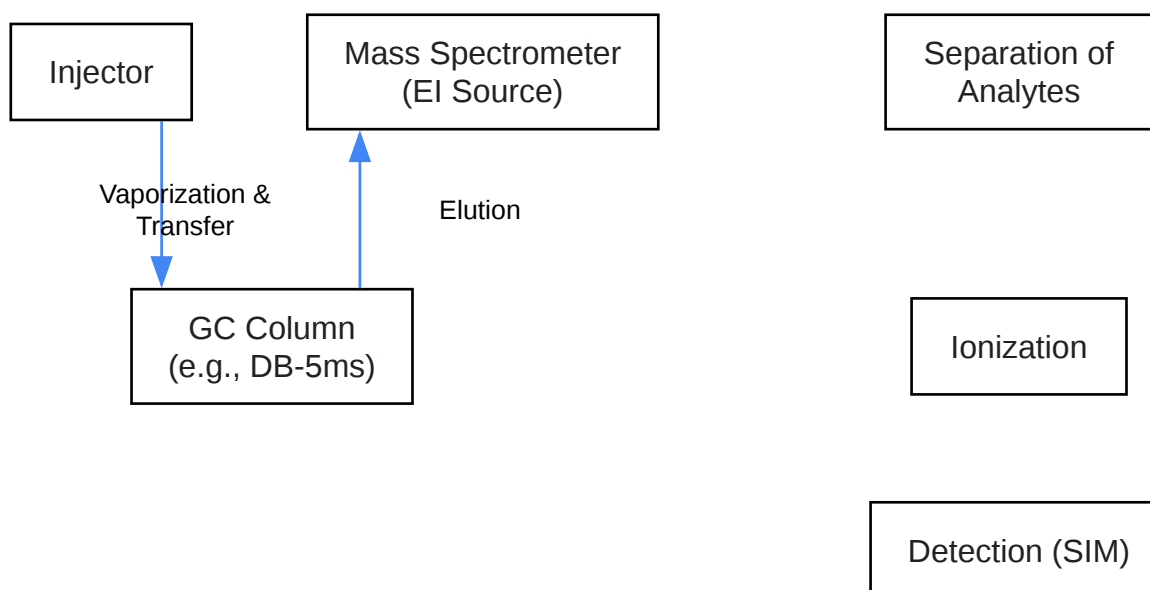 Injector
Mass Spectrometer
(EI Source)
Separation of
Analytes
Vaporization &
Transfer
Elution
GC Column
(e.g., DB-5ms)
Ionization
Detection (SIM)